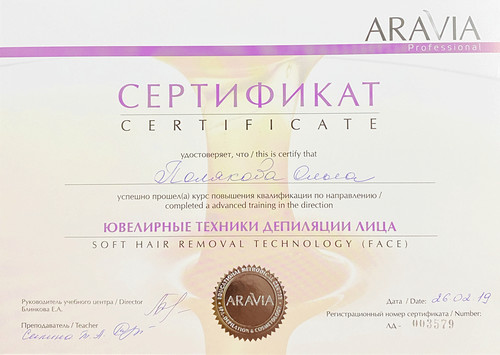 ARAVIA
Professional
СЕРТИФИКАТ
CERTIFICATE
удостоверяет, что / this is certify that
Полякова Ольга
успешно прошел(а) курс повышения квалификации по направлению /
completed a advanced training in the direction
ЮВЕЛИРНЫЕ ТЕХНИКИ ДЕПИЛЯЦИИ ЛИЦА
SOFT HAIR REMOVAL TECHNOLOGY (FACE)
Руководитель учебного центра / Director
Блинкова Е.А.
Преподаватель / Teacher
ARAVIA
Дата / Date: 26.02.19
Регистрационный номер сертификата / Number:
АД- 003579